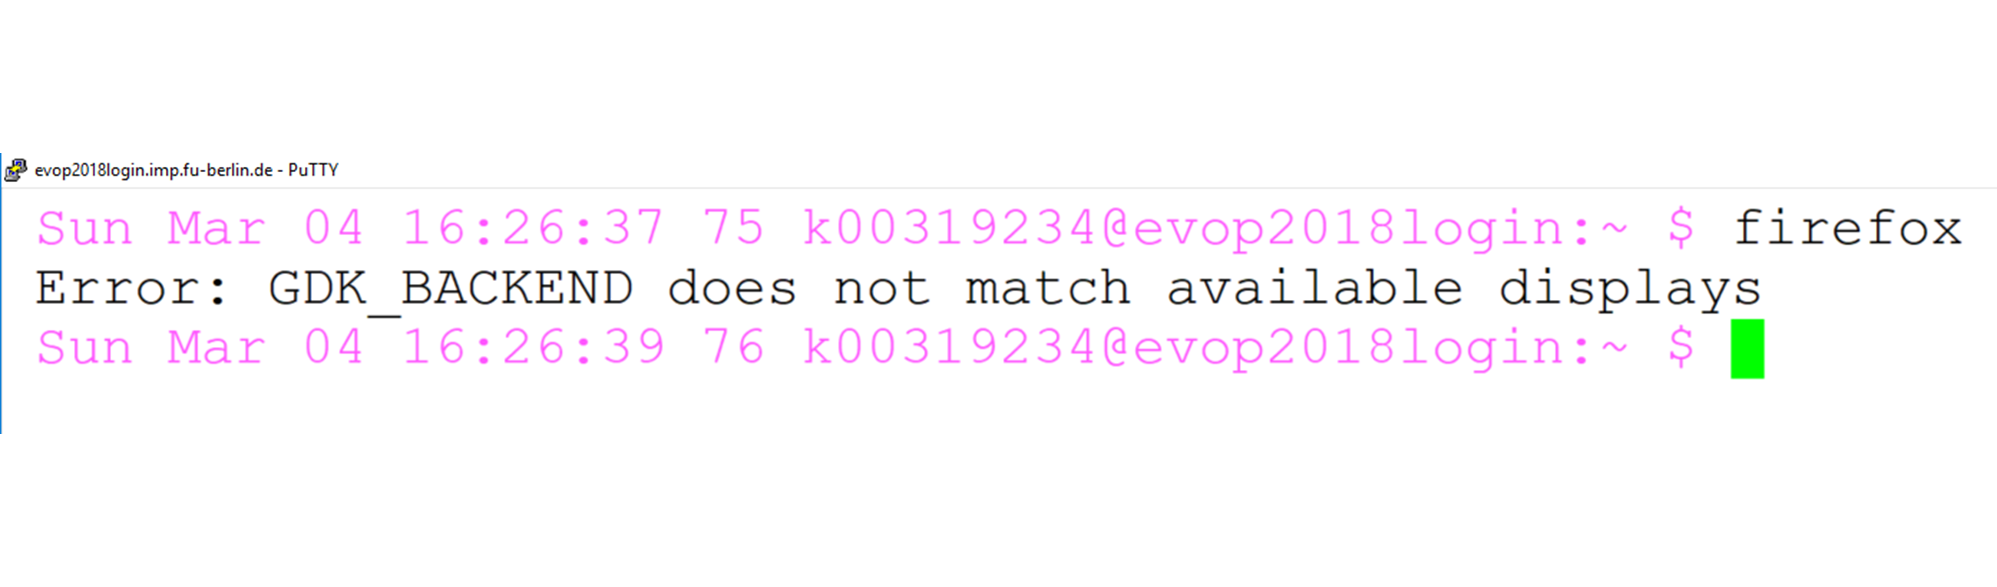 evop2018login.imp.fu-berlin.de - PuTTY
Sun Mar 04 16:26:37 75 k00319234@evop2018login:~ $ firefox
Error: GDK_BACKEND does not match available displays
Sun Mar 04 16:26:39 76 k00319234@evop2018login:~ $